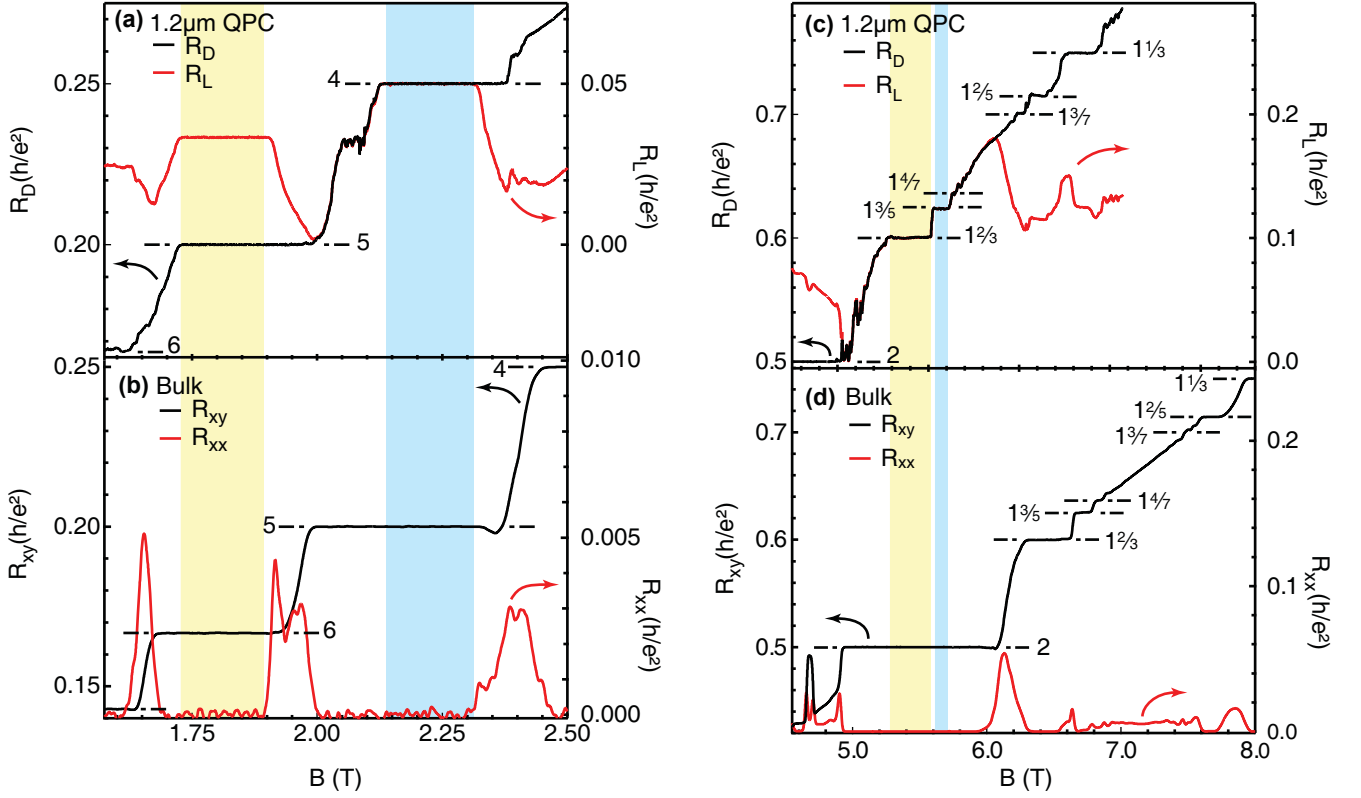 (a) 1.2µm QPC
R_D
R_L
6
5
4
0.25
0.20
R_D(h/e²)
0.05
0.00
R_L(h/e²)
(b) Bulk
R_xy
R_xx
6
5
4
0.25
0.20
0.15
R_xy(h/e²)
0.010
0.005
0.000
R_xx(h/e²)
1.75
2.00
2.25
2.50
B (T)
(c) 1.2µm QPC
R_D
R_L
1⅓
1⅖
1³⁄₇
1⁴⁄₇
1⅗
1⅔
2
0.7
0.6
0.5
R_D(h/e²)
0.2
0.1
0.0
R_L(h/e²)
(d) Bulk
R_xy
R_xx
1⅓
1⅖
1³⁄₇
1⁴⁄₇
1⅗
1⅔
2
0.7
0.6
0.5
R_xy(h/e²)
0.2
0.1
0.0
R_xx(h/e²)
5.0
6.0
7.0
8.0
B (T)